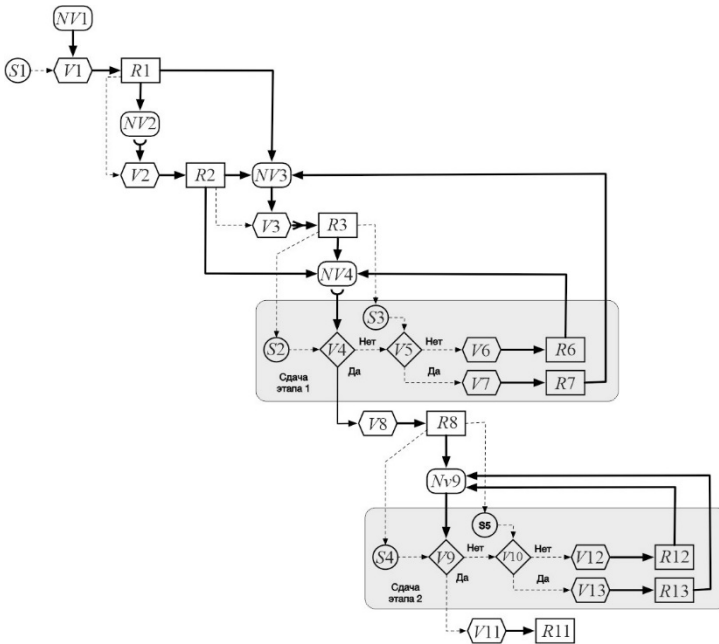 NV1
S1 V1 R1
NV2
V2 R2 NV3
V3 R3
NV4
S3
S2 V4 Нет V5 Нет V6 R6
Сдача этапа 1 Да Да V7 R7
V8 R8
Nv9
S5
S4 V9 Нет V10 Нет V12 R12
Сдача этапа 2 Да Да V13 R13
V11 R11